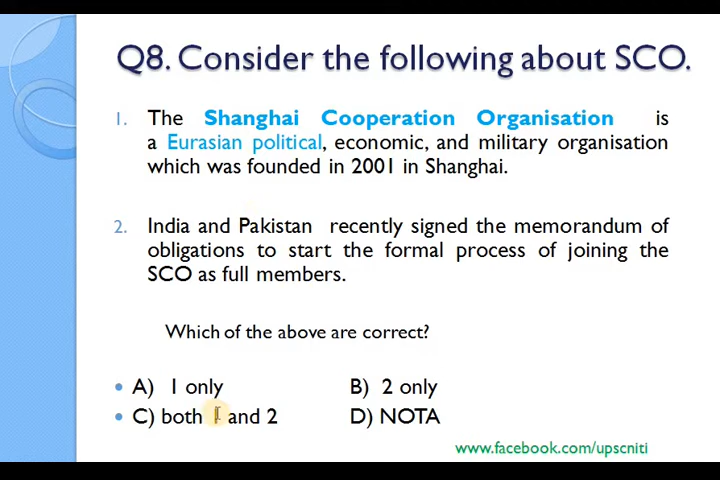 Q8. Consider the following about SCO.
1. The Shanghai Cooperation Organisation is
a Eurasian political, economic, and military organisation
which was founded in 2001 in Shanghai.
2. India and Pakistan recently signed the memorandum of
obligations to start the formal process of joining the
SCO as full members.
Which of the above are correct?
• A) 1 only B) 2 only
• C) both 1 and 2 D) NOTA
www.facebook.com/upscniti